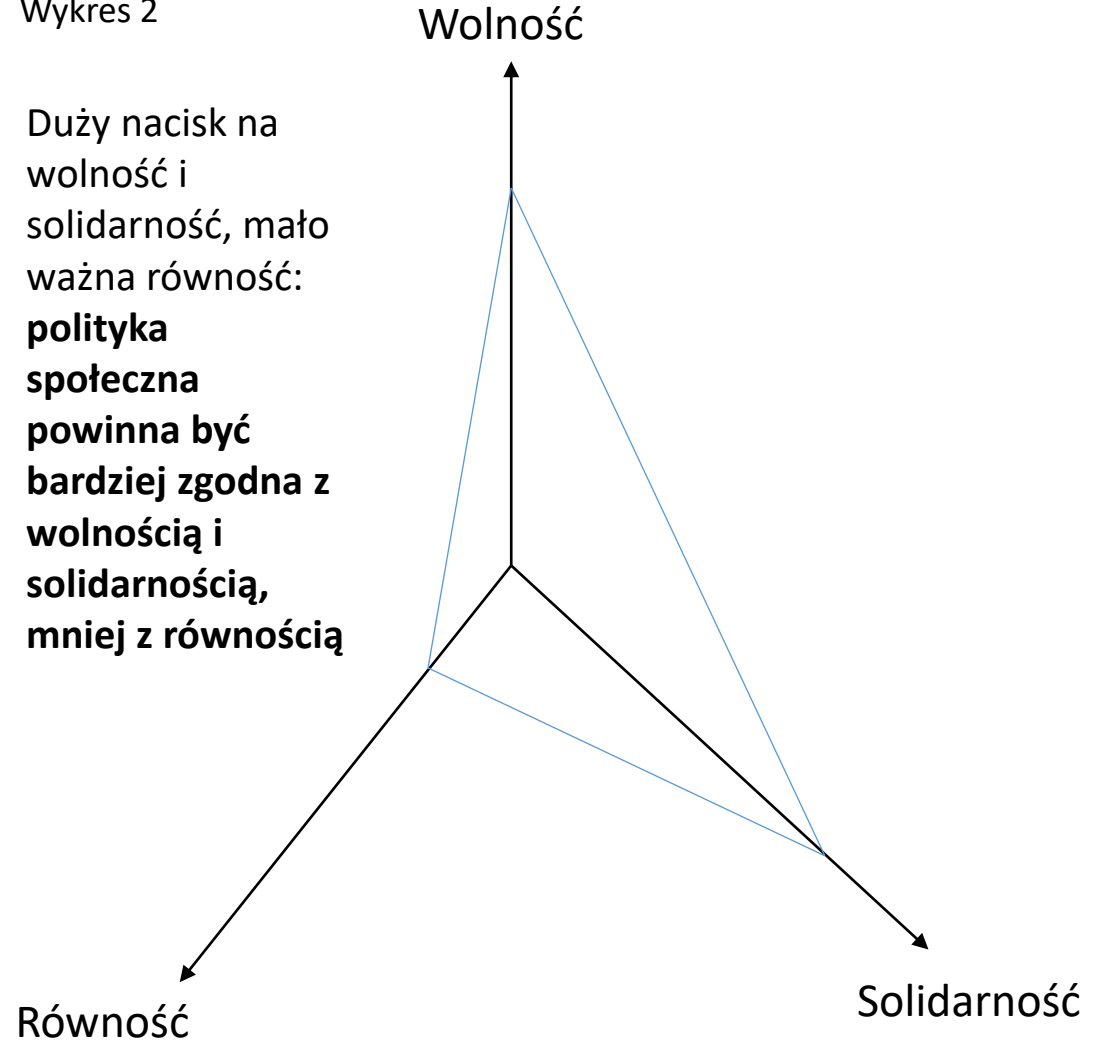 Wykres 2
Wolność
Duży nacisk na
wolność i
solidarność, mało
ważna równość:
polityka
społeczna
powinna być
bardziej zgodna z
wolnością i
solidarnością,
mniej z równością
Solidarność
Równość